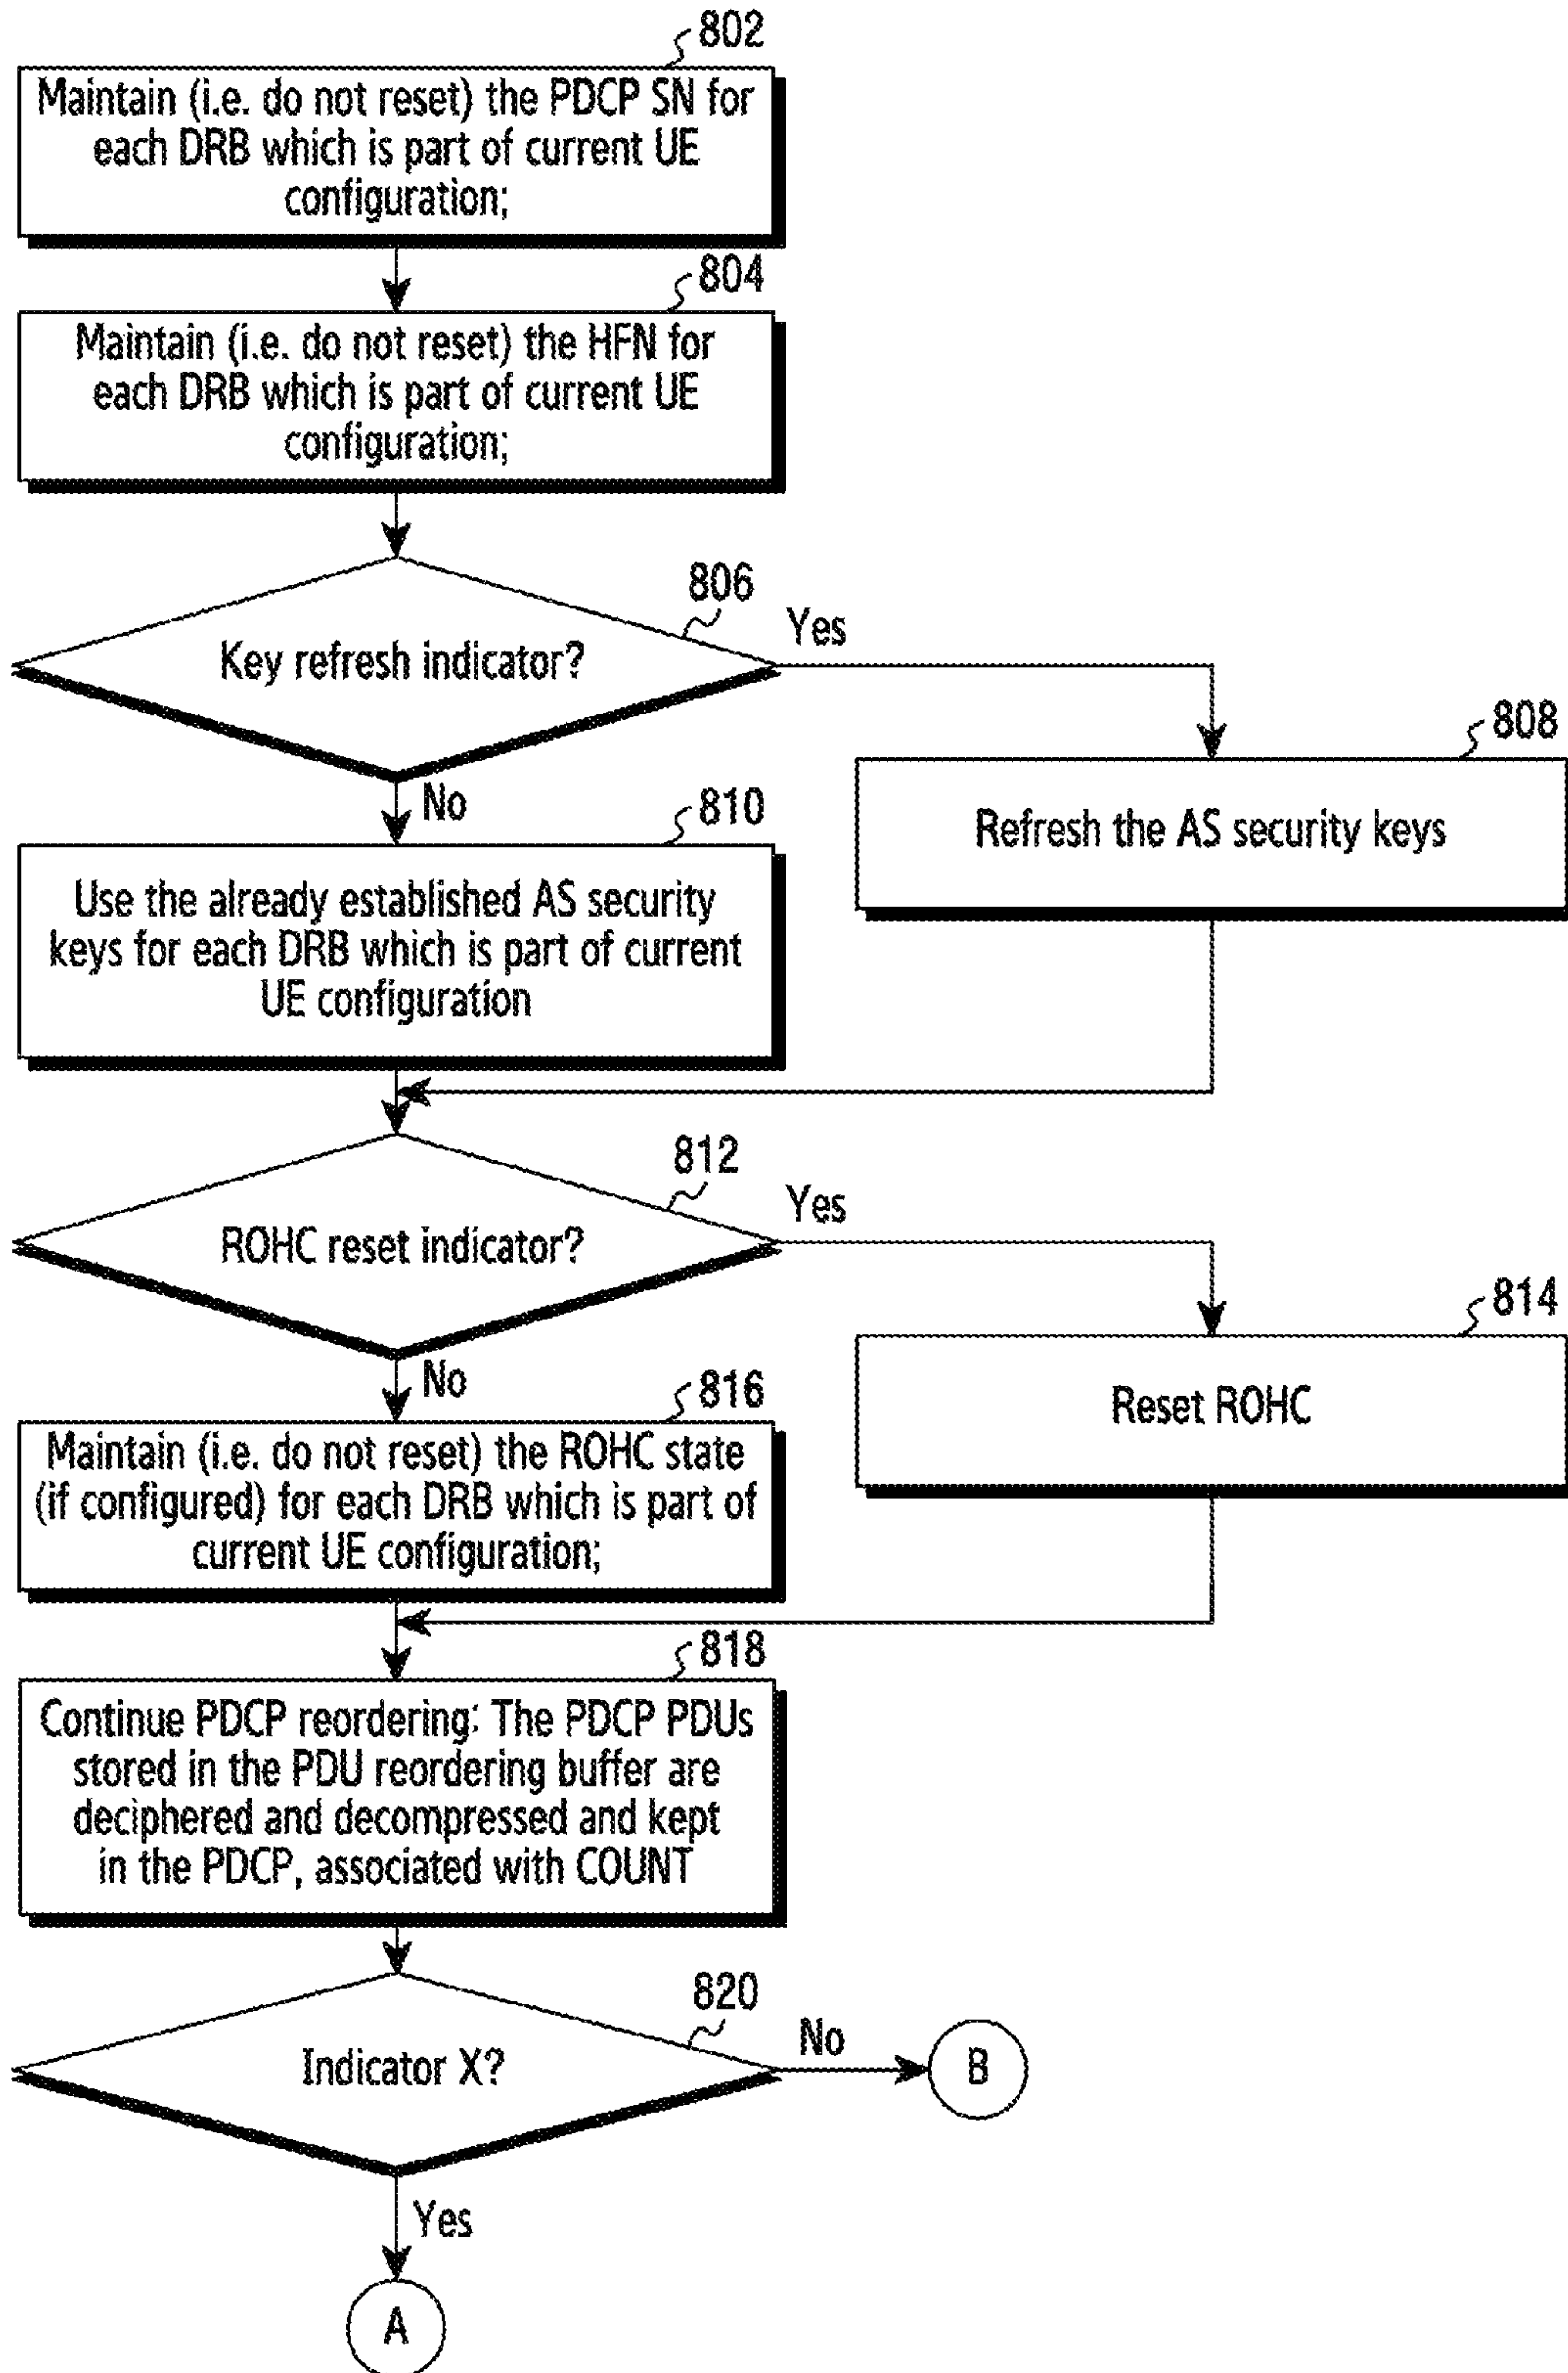 802
Maintain (i.e. do not reset) the PDCP SN for
each DRB which is part of current UE
configuration;
804
Maintain (i.e. do not reset) the HFN for
each DRB which is part of current UE
configuration;
806
Key refresh indicator?
Yes
808
Refresh the AS security keys
No
810
Use the already established AS security
keys for each DRB which is part of current
UE configuration
812
ROHC reset indicator?
Yes
814
Reset ROHC
No
816
Maintain (i.e. do not reset) the ROHC state
(if configured) for each DRB which is part of
current UE configuration;
818
Continue PDCP reordering: The PDCP PDUs
stored in the PDU reordering buffer are
deciphered and decompressed and kept
in the PDCP, associated with COUNT
820
Indicator X?
No
B
Yes
A